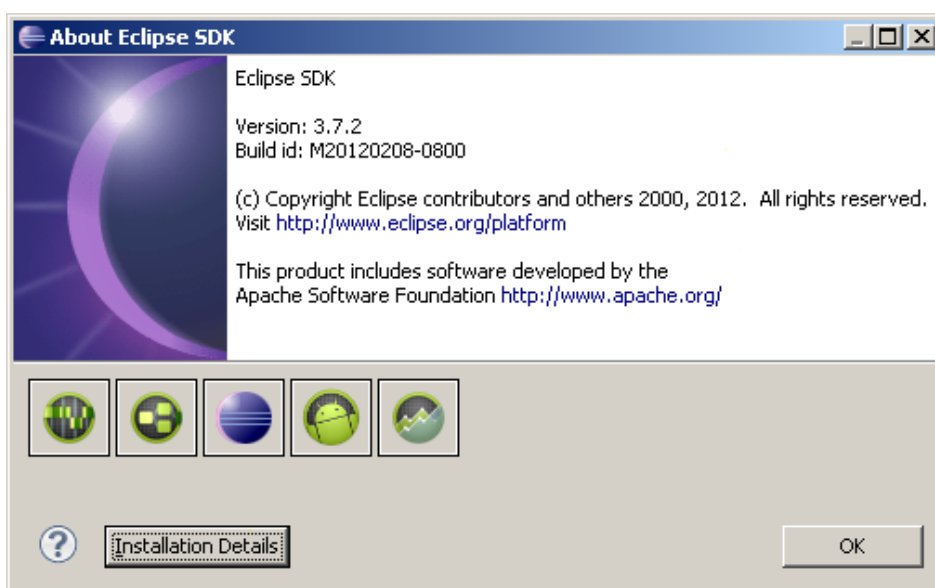 About Eclipse SDK
Eclipse SDK
Version: 3.7.2
Build id: M20120208-0800
(c) Copyright Eclipse contributors and others 2000, 2012.  All rights reserved.
Visit http://www.eclipse.org/platform
This product includes software developed by the
Apache Software Foundation http://www.apache.org/
?
Installation Details
OK